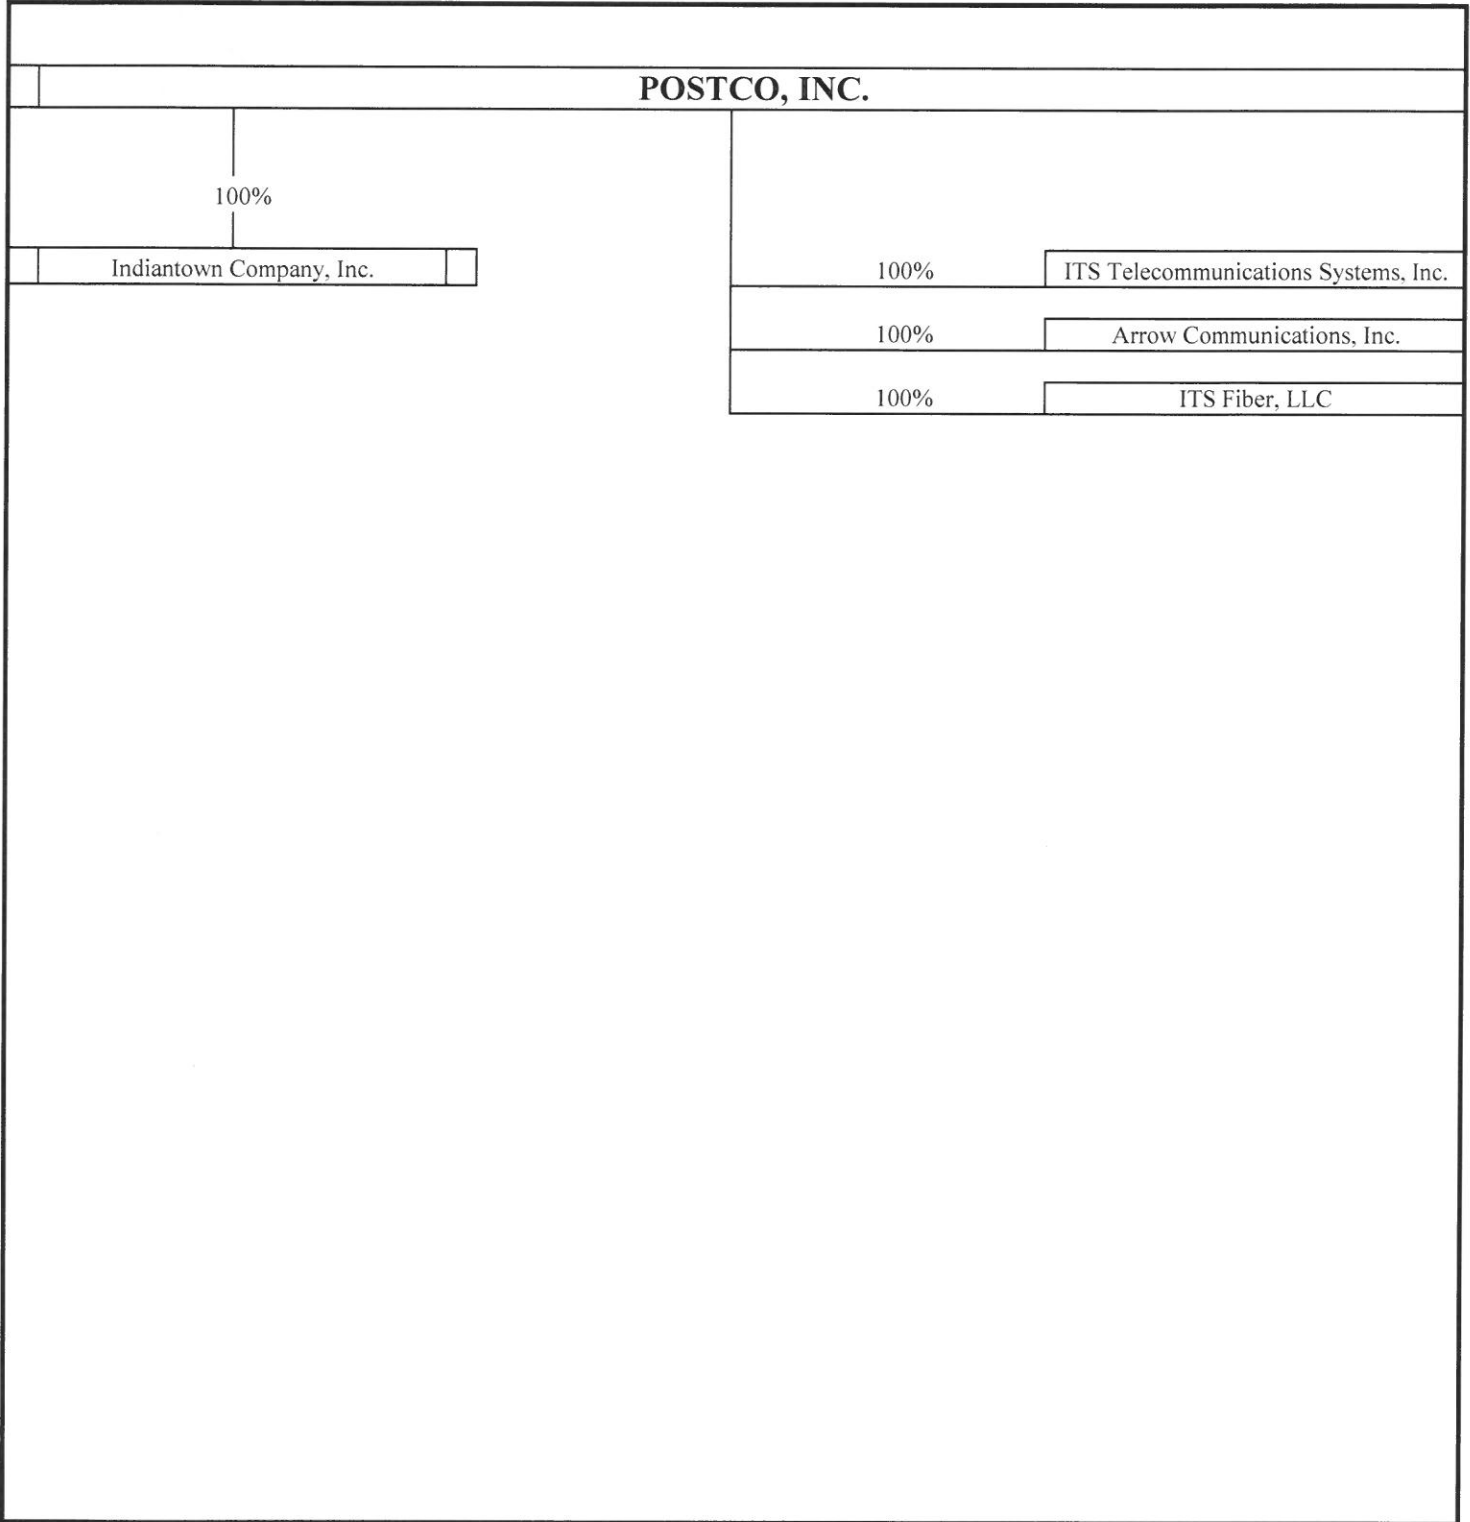 POSTCO, INC.
100%
Indiantown Company, Inc.
100% ITS Telecommunications Systems, Inc.
100% Arrow Communications, Inc.
100% ITS Fiber, LLC